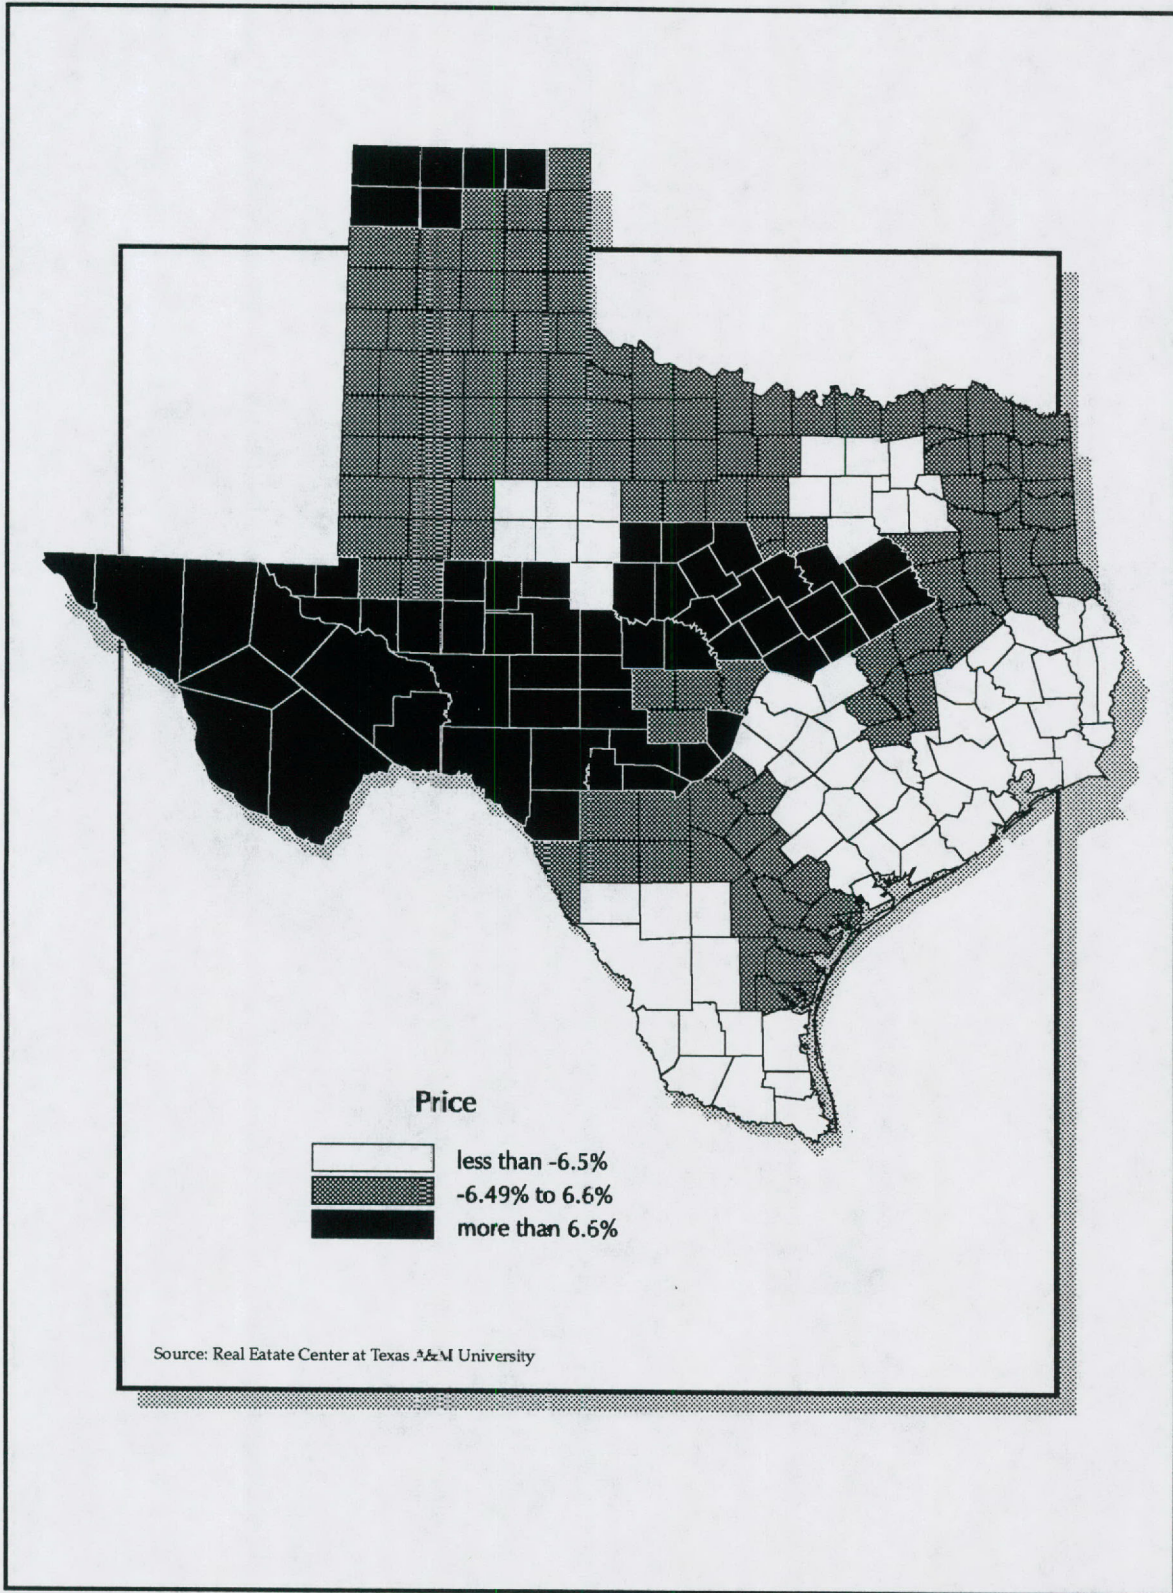 Price
less than -6.5%
-6.49% to 6.6%
more than 6.6%
Source: Real Eatate Center at Texas A&M University